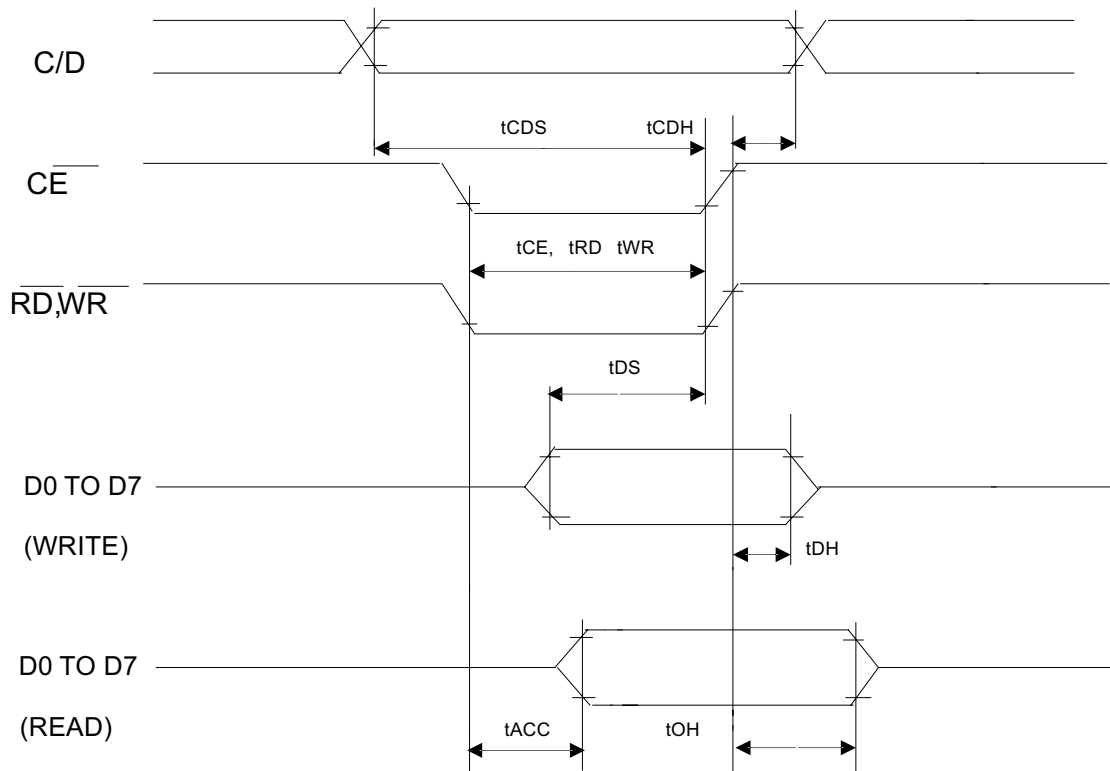 C/D
tCDS tCDH
CE
tCE, tRD tWR
RD,WR
tDS
D0 TO D7
(WRITE)
tDH
D0 TO D7
(READ)
tACC tOH